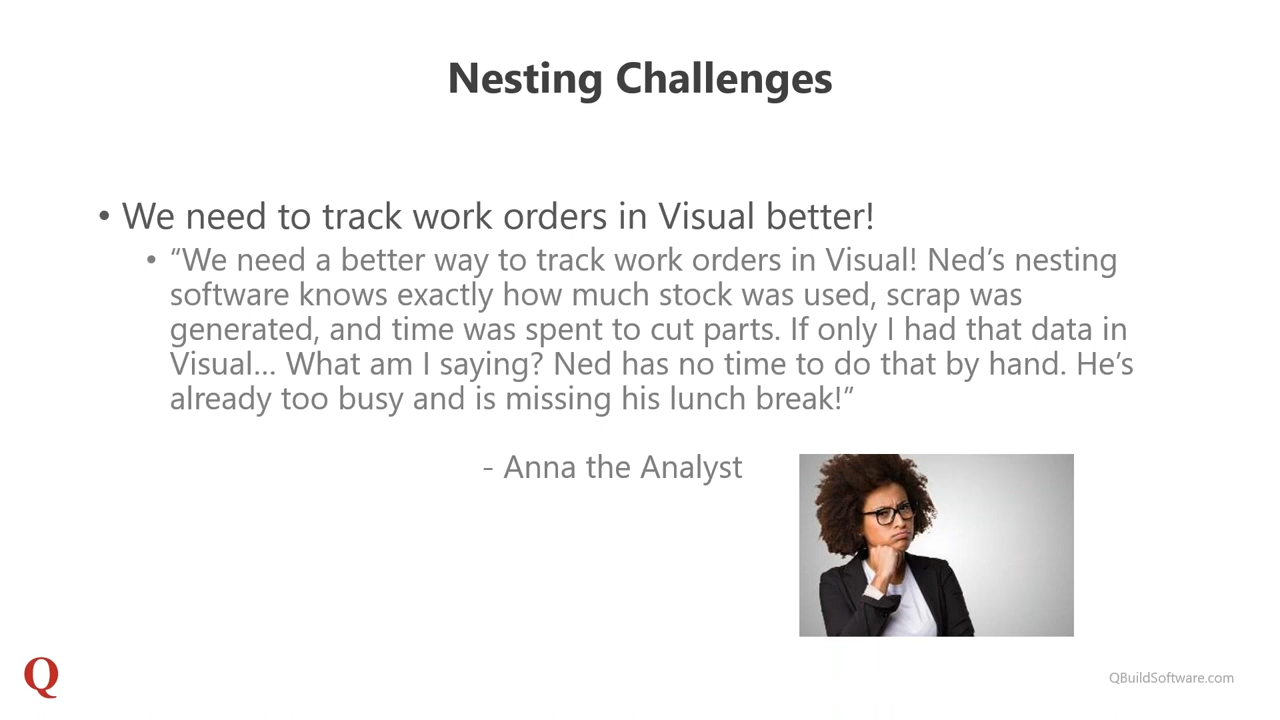 Nesting Challenges
• We need to track work orders in Visual better!
• “We need a better way to track work orders in Visual! Ned’s nesting
software knows exactly how much stock was used, scrap was
generated, and time was spent to cut parts. If only I had that data in
Visual… What am I saying? Ned has no time to do that by hand. He’s
already too busy and is missing his lunch break!”
- Anna the Analyst
Q
QBuildSoftware.com